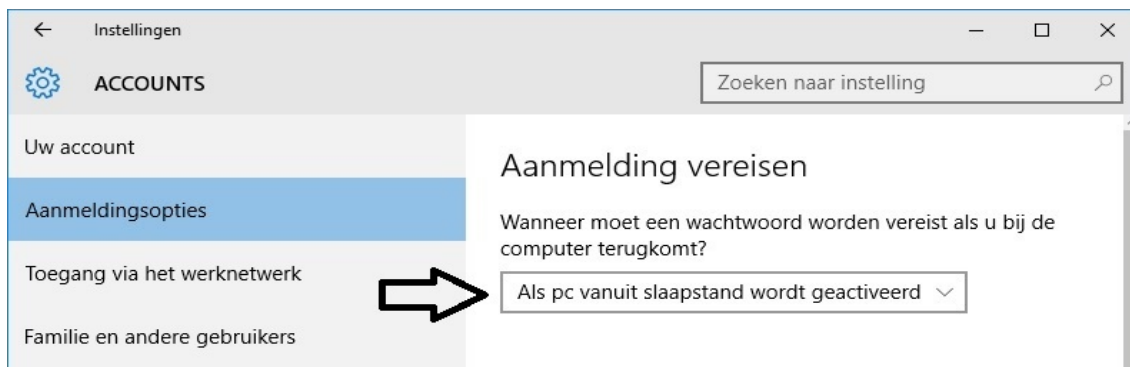 Instellingen
ACCOUNTS
Zoeken naar instelling
Uw account
Aanmeldingsopties
Toegang via het werknetwerk
Familie en andere gebruikers
Aanmelding vereisen
Wanneer moet een wachtwoord worden vereist als u bij de
computer terugkomt?
Als pc vanuit slaapstand wordt geactiveerd